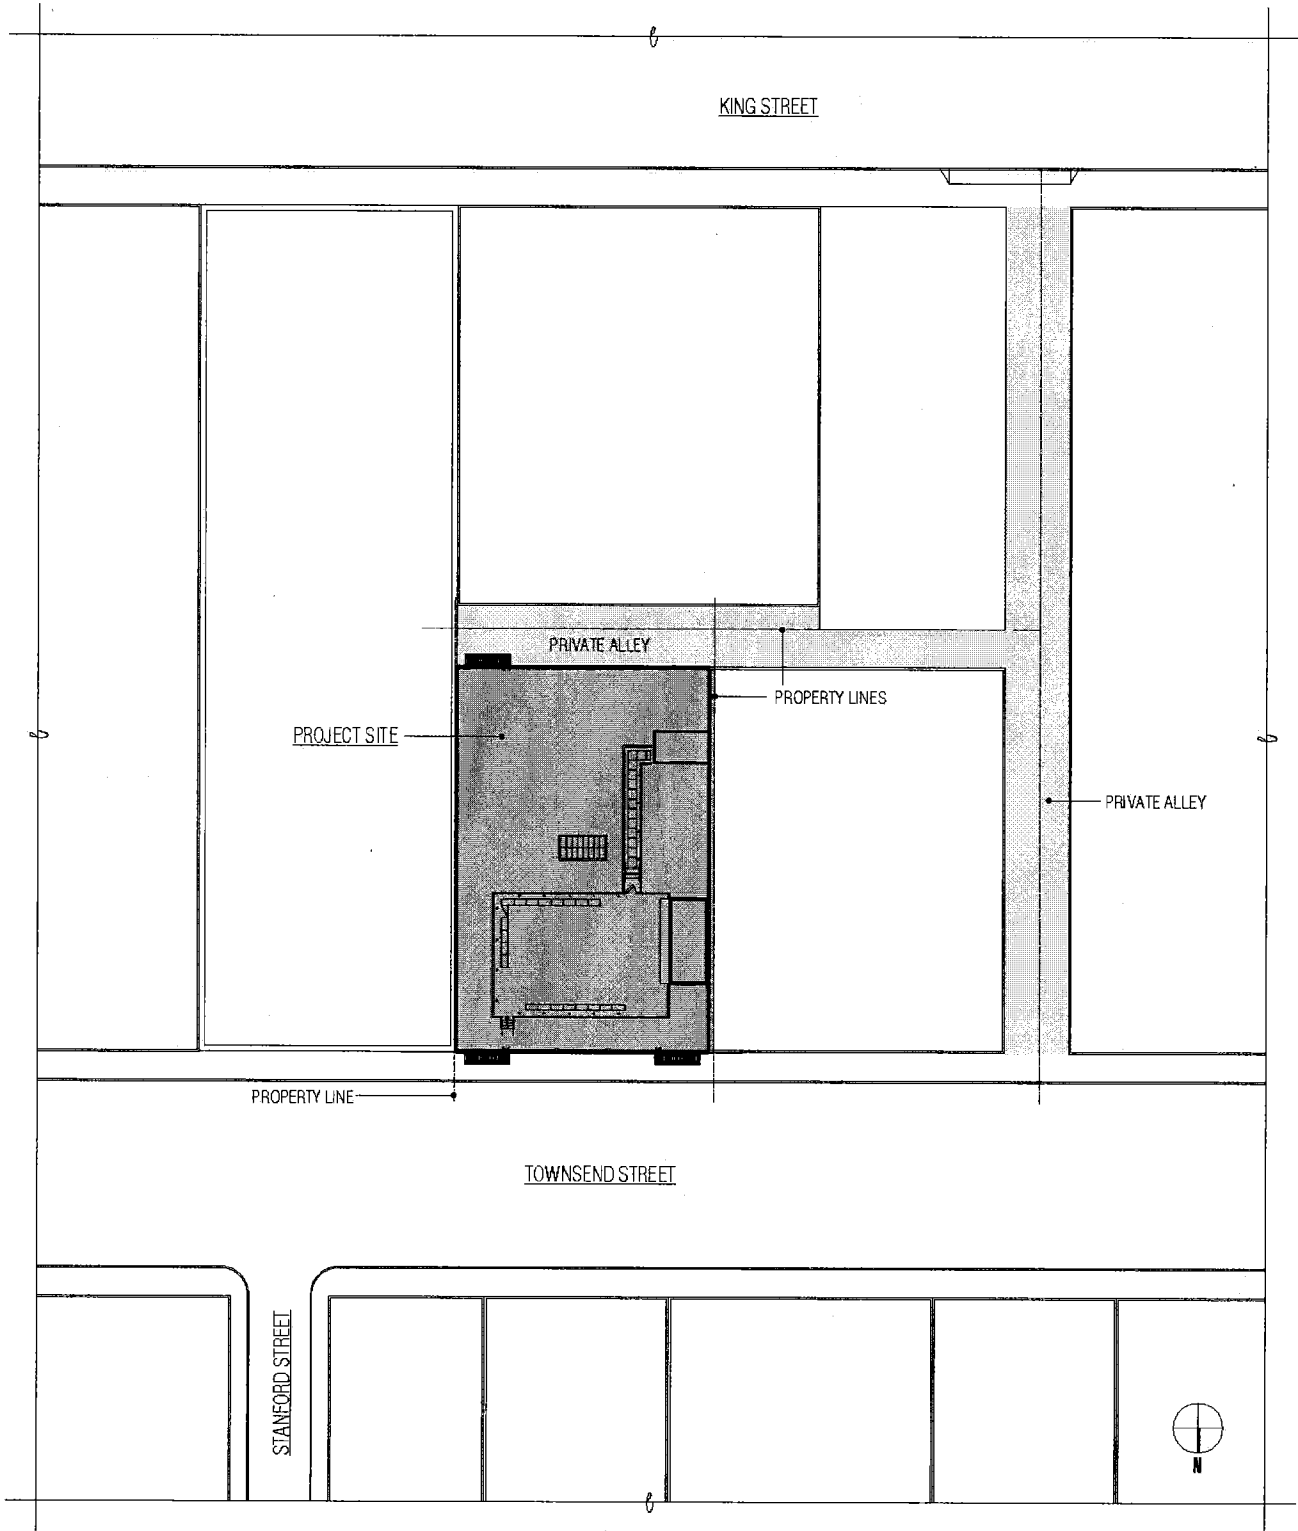 KING STREET
PRIVATE ALLEY
PROPERTY LINES
PROJECT SITE
PRIVATE ALLEY
PROPERTY LINE
TOWNSEND STREET
STANFORD STREET
N